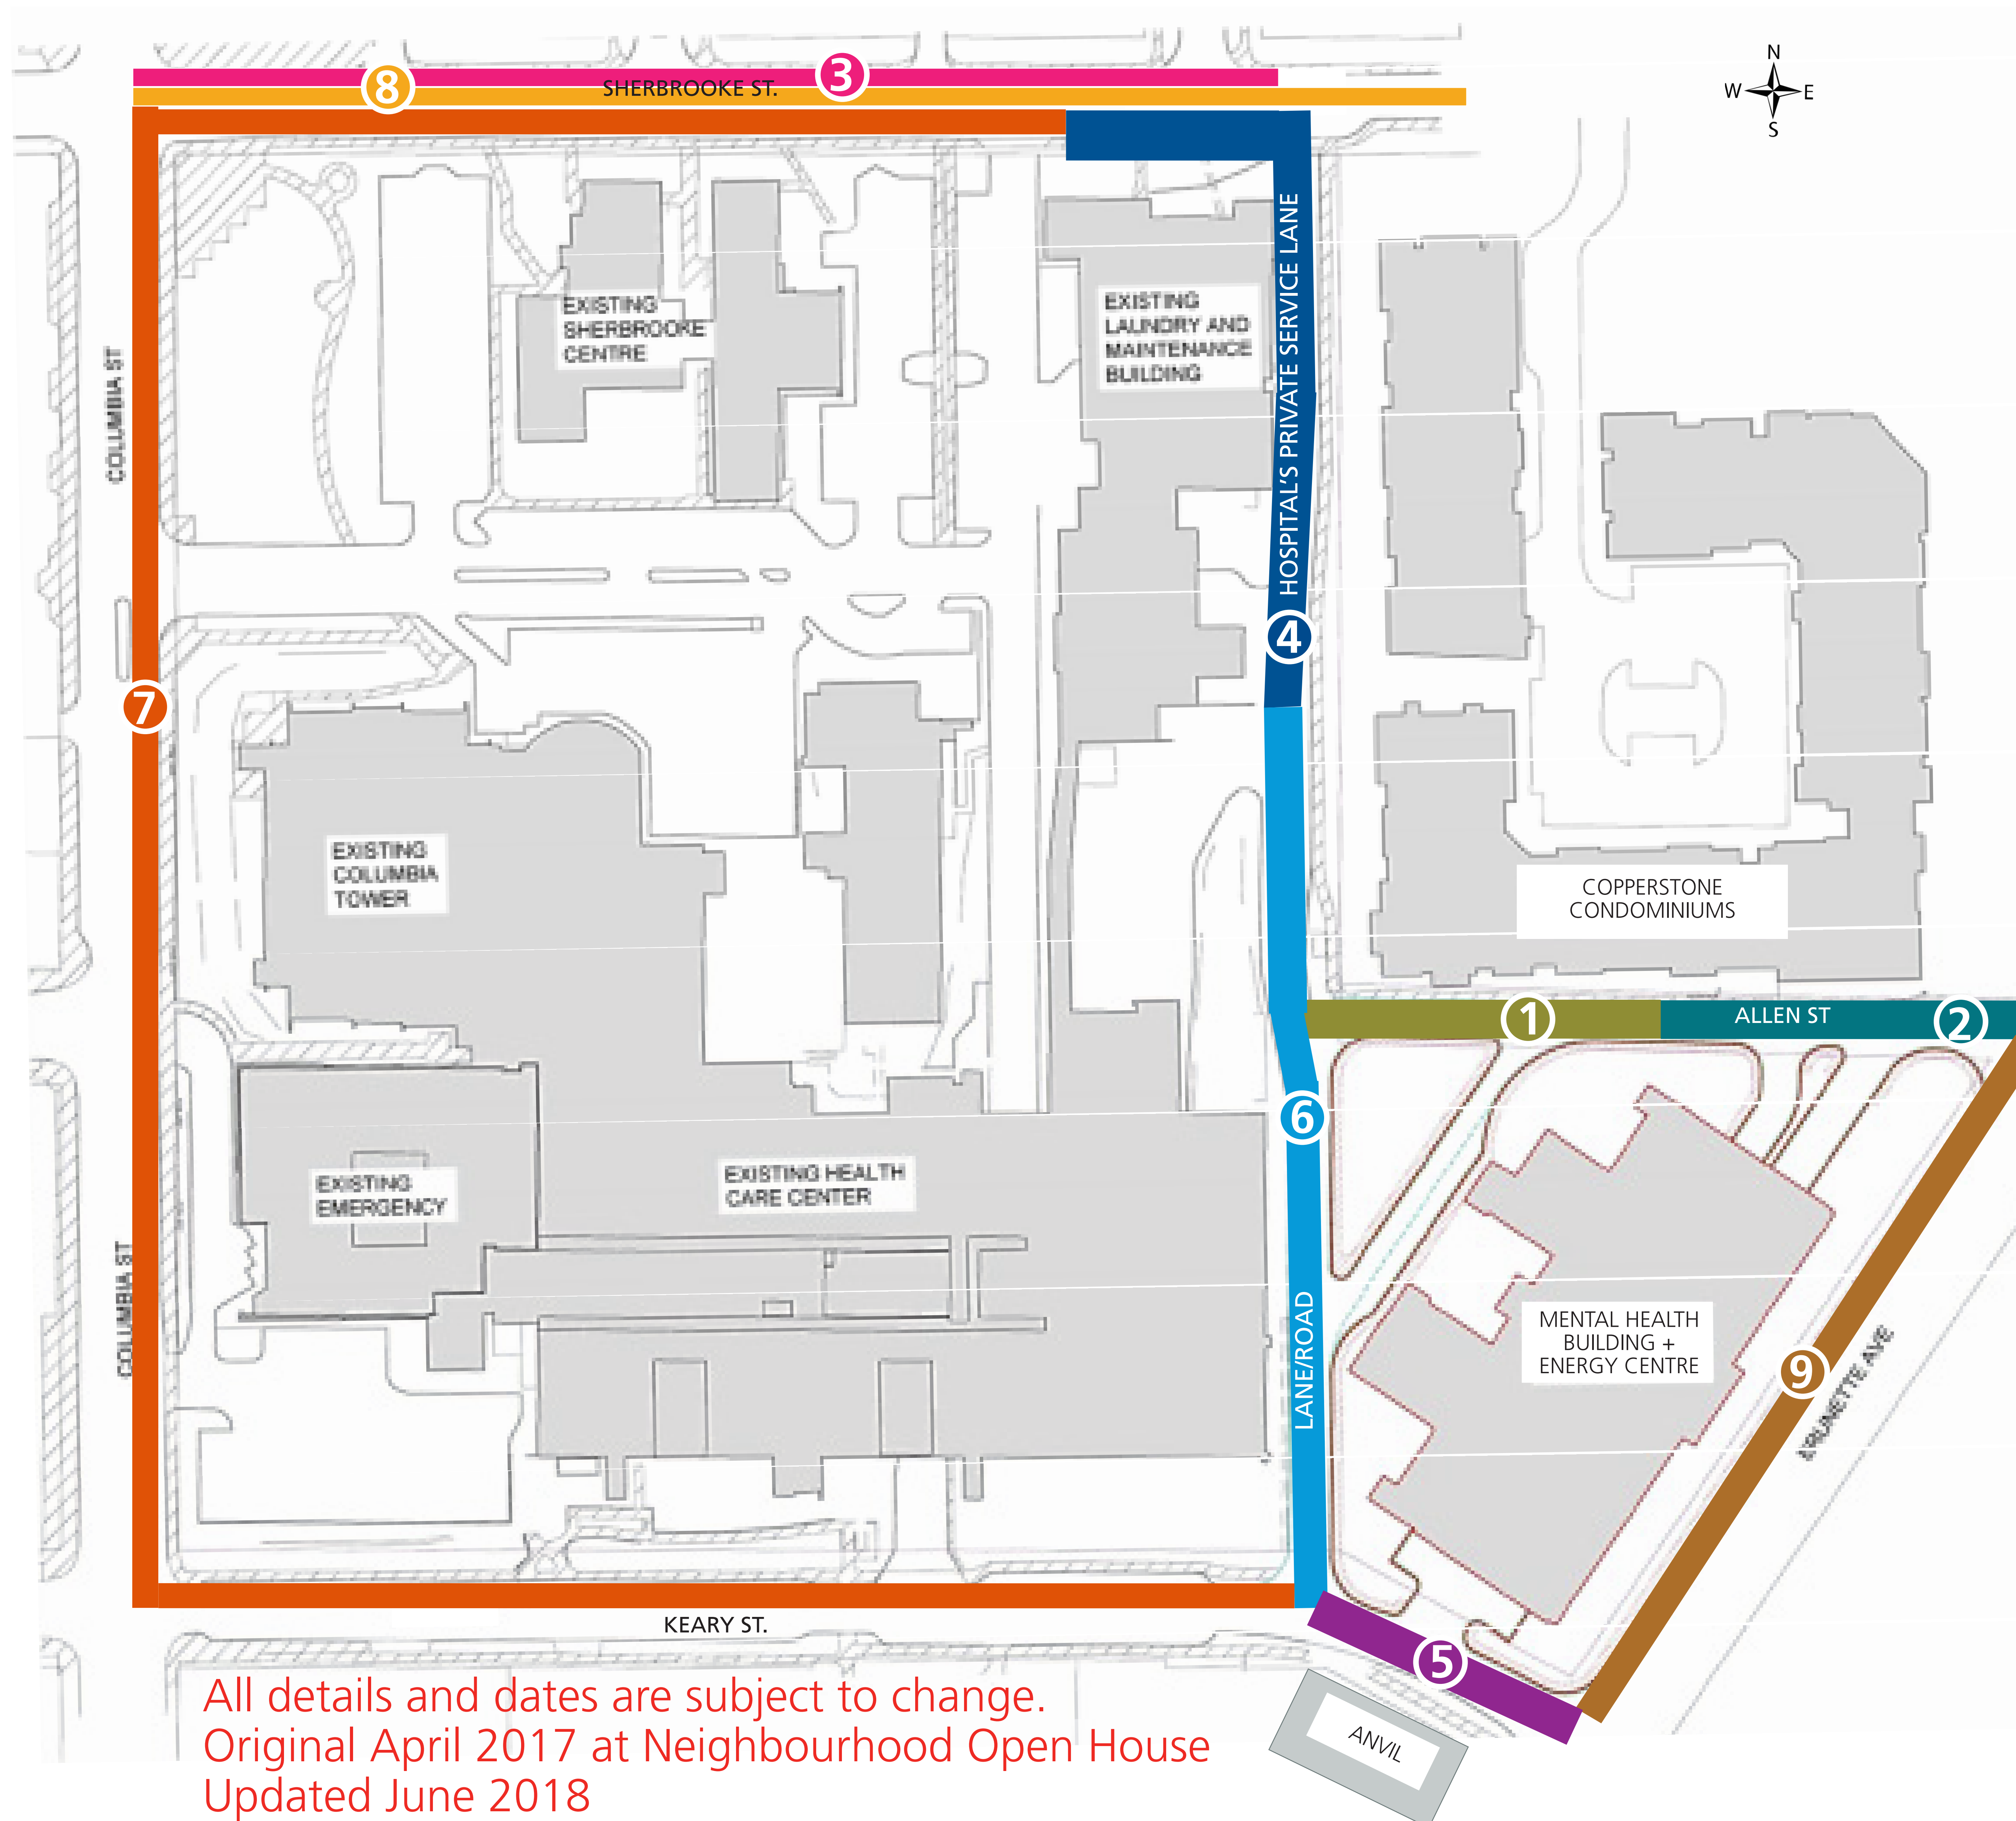 N
W
E
S
3
8
SHERBROOKE ST.
HOSPITAL'S PRIVATE SERVICE LANE
EXISTING
SHERBROOKE
CENTRE
EXISTING
LAUNDRY AND
MAINTENANCE
BUILDING
COLUMBIA ST
4
7
EXISTING
COLUMBIA
TOWER
COPPERSTONE
CONDOMINIUMS
1
ALLEN ST
2
6
EXISTING
EMERGENCY
EXISTING HEALTH
CARE CENTER
COLUMBIA ST
LANE/ROAD
MENTAL HEALTH
BUILDING +
ENERGY CENTRE
9
BRUNETTE AVE
KEARY ST.
5
ANVIL
All details and dates are subject to change.
Original April 2017 at Neighbourhood Open House
Updated June 2018